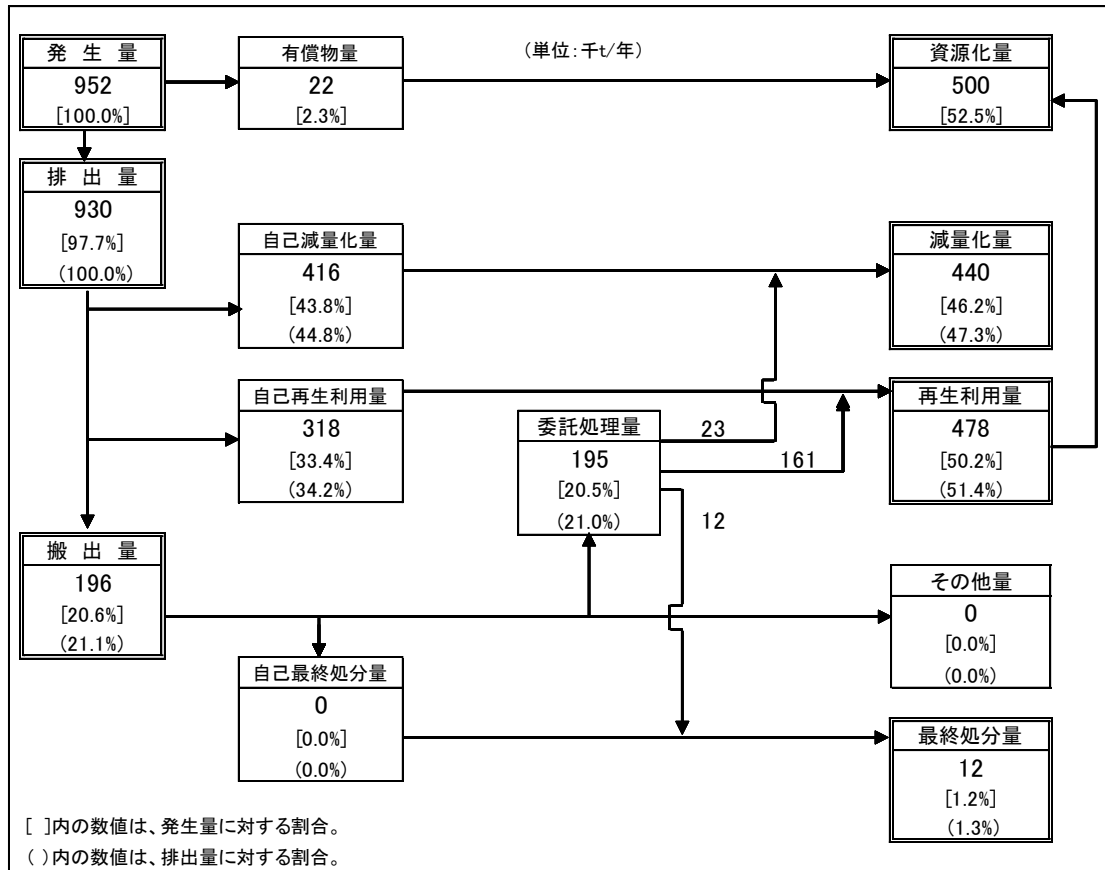 発 生 量
952
[100.0%]
有償物量
22
[2.3%]
(単位:千t/年)
資源化量
500
[52.5%]
排 出 量
930
[97.7%]
(100.0%)
自己減量化量
416
[43.8%]
(44.8%)
減量化量
440
[46.2%]
(47.3%)
自己再生利用量
318
[33.4%]
(34.2%)
委託処理量
195
[20.5%]
(21.0%)
23
161
12
再生利用量
478
[50.2%]
(51.4%)
搬 出 量
196
[20.6%]
(21.1%)
その他量
0
[0.0%]
(0.0%)
自己最終処分量
0
[0.0%]
(0.0%)
最終処分量
12
[1.2%]
(1.3%)
[ ]内の数値は、発生量に対する割合。
( )内の数値は、排出量に対する割合。